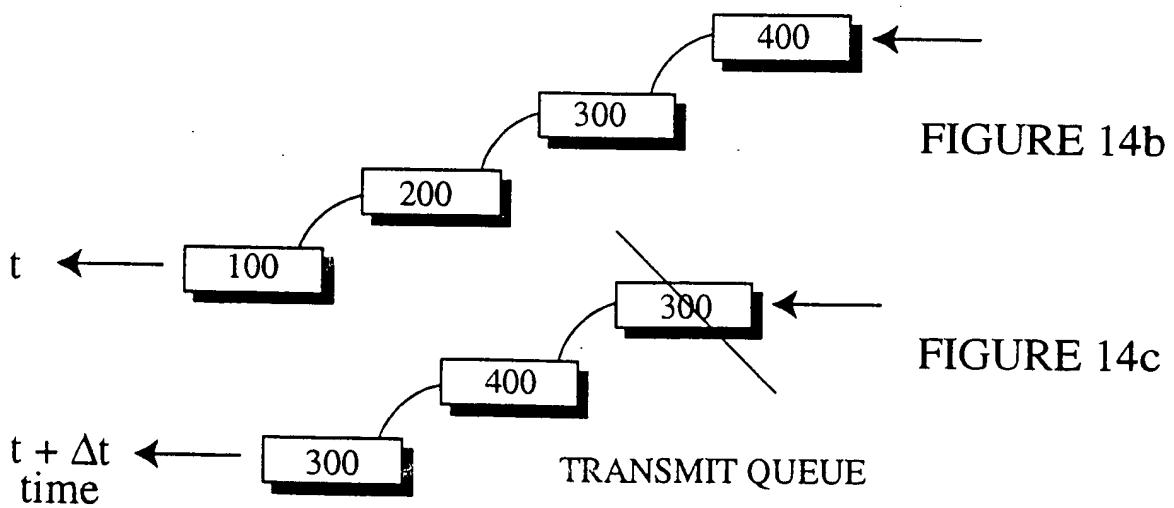 400
300
FIGURE 14b
200
t
100
300
FIGURE 14c
400
t + Δt
time
300
TRANSMIT QUEUE